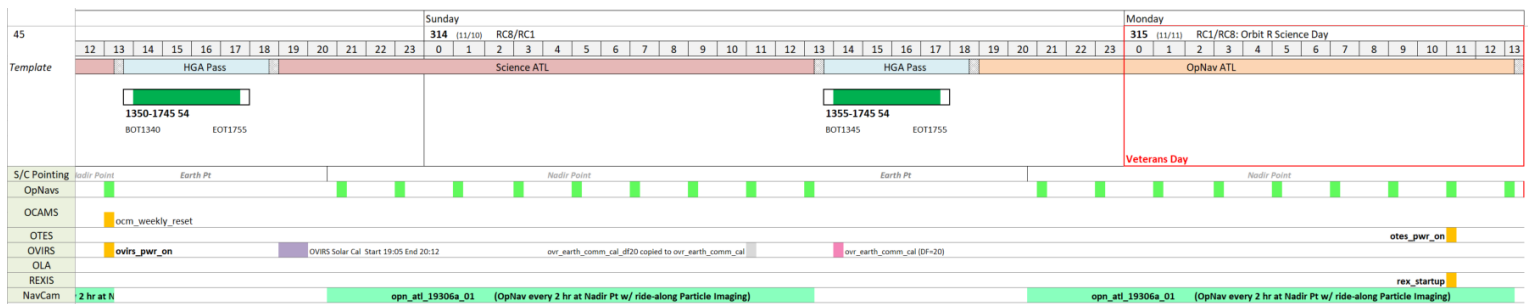 Sunday Monday
45 314 (11/10) RC8/RC1 315 (11/11) RC1/RC8: Orbit R Science Day
12 13 14 15 16 17 18 19 20 21 22 23 0 1 2 3 4 5 6 7 8 9 10 11 12 13 14 15 16 17 18 19 20 21 22 23 0 1 2 3 4 5 6 7 8 9 10 11 12 13
Template HGA Pass Science ATL HGA Pass OpNav ATL
1350-1745 54 1355-1745 54
BOT1340 EOT1755 BOT1345 EOT1755
Veterans Day
S/C Pointing Nadir Point Earth Pt Nadir Point Earth Pt Nadir Point
OpNavs
OCAMS ocm_weekly_reset
OTES otes_pwr_on
OVIRS ovirs_pwr_on OVIRS Solar Cal Start 19:05 End 20:12 ovr_earth_comm_cal_df20 copied to ovr_earth_comm_cal ovr_earth_comm_cal (DF=20)
OLA
REXIS rex_startup
NavCam 2 hr at N opn_atl_19306a_01 (OpNav every 2 hr at Nadir Pt w/ ride-along Particle Imaging) opn_atl_19306a_01 (OpNav every 2 hr at Nadir Pt w/ ride-along Particle Imaging)